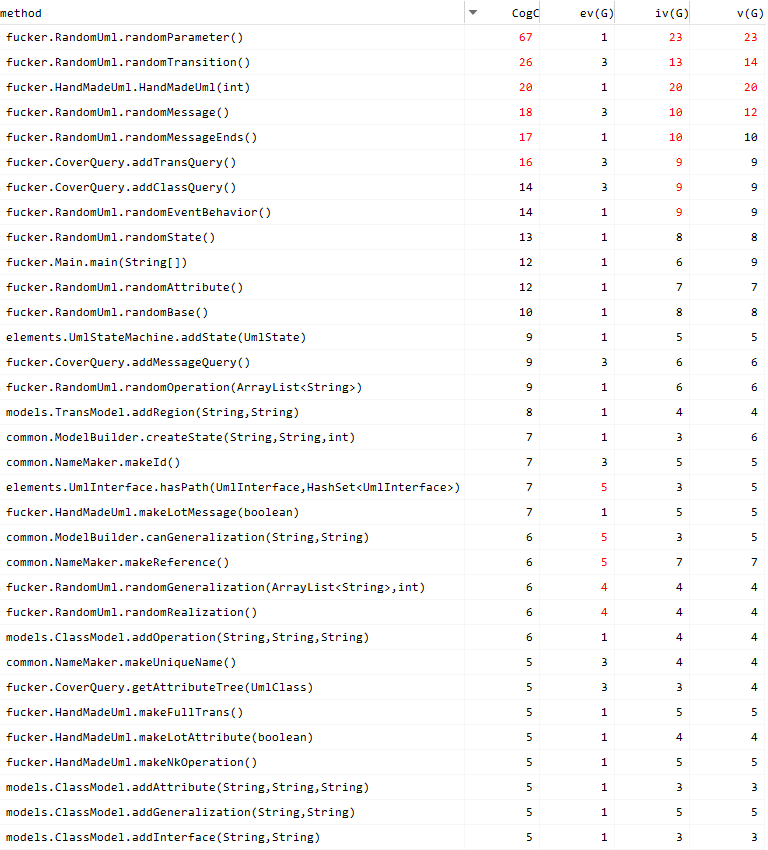 method CogC ev(G) iv(G) v(G)
fucker.RandomUml.randomParameter() 67 1 23 23
fucker.RandomUml.randomTransition() 26 3 13 14
fucker.HandMadeUml.HandMadeUml(int) 20 1 20 20
fucker.RandomUml.randomMessage() 18 3 10 12
fucker.RandomUml.randomMessageEnds() 17 1 10 10
fucker.CoverQuery.addTransQuery() 16 3 9 9
fucker.CoverQuery.addClassQuery() 14 3 9 9
fucker.RandomUml.randomEventBehavior() 14 1 9 9
fucker.RandomUml.randomState() 13 1 8 8
fucker.Main.main(String[]) 12 1 6 9
fucker.RandomUml.randomAttribute() 12 1 7 7
fucker.RandomUml.randomBase() 10 1 8 8
elements.UmlStateMachine.addState(UmlState) 9 1 5 5
fucker.CoverQuery.addMessageQuery() 9 3 6 6
fucker.RandomUml.randomOperation(ArrayList<String>) 9 1 6 6
models.TransModel.addRegion(String,String) 8 1 4 4
common.ModelBuilder.createState(String,String,int) 7 1 3 6
common.NameMaker.makeId() 7 3 5 5
elements.UmlInterface.hasPath(UmlInterface,HashSet<UmlInterface>) 7 5 3 5
fucker.HandMadeUml.makeLotMessage(boolean) 7 1 5 5
common.ModelBuilder.canGeneralization(String,String) 6 5 3 5
common.NameMaker.makeReference() 6 5 7 7
fucker.RandomUml.randomGeneralization(ArrayList<String>,int) 6 4 4 4
fucker.RandomUml.randomRealization() 6 4 4 4
models.ClassModel.addOperation(String,String,String) 6 1 4 4
common.NameMaker.makeUniqueName() 5 3 4 4
fucker.CoverQuery.getAttributeTree(UmlClass) 5 3 3 4
fucker.HandMadeUml.makeFullTrans() 5 1 5 5
fucker.HandMadeUml.makeLotAttribute(boolean) 5 1 4 4
fucker.HandMadeUml.makeNkOperation() 5 1 5 5
models.ClassModel.addAttribute(String,String,String) 5 1 3 3
models.ClassModel.addGeneralization(String,String) 5 1 5 5
models.ClassModel.addInterface(String,String) 5 1 3 3